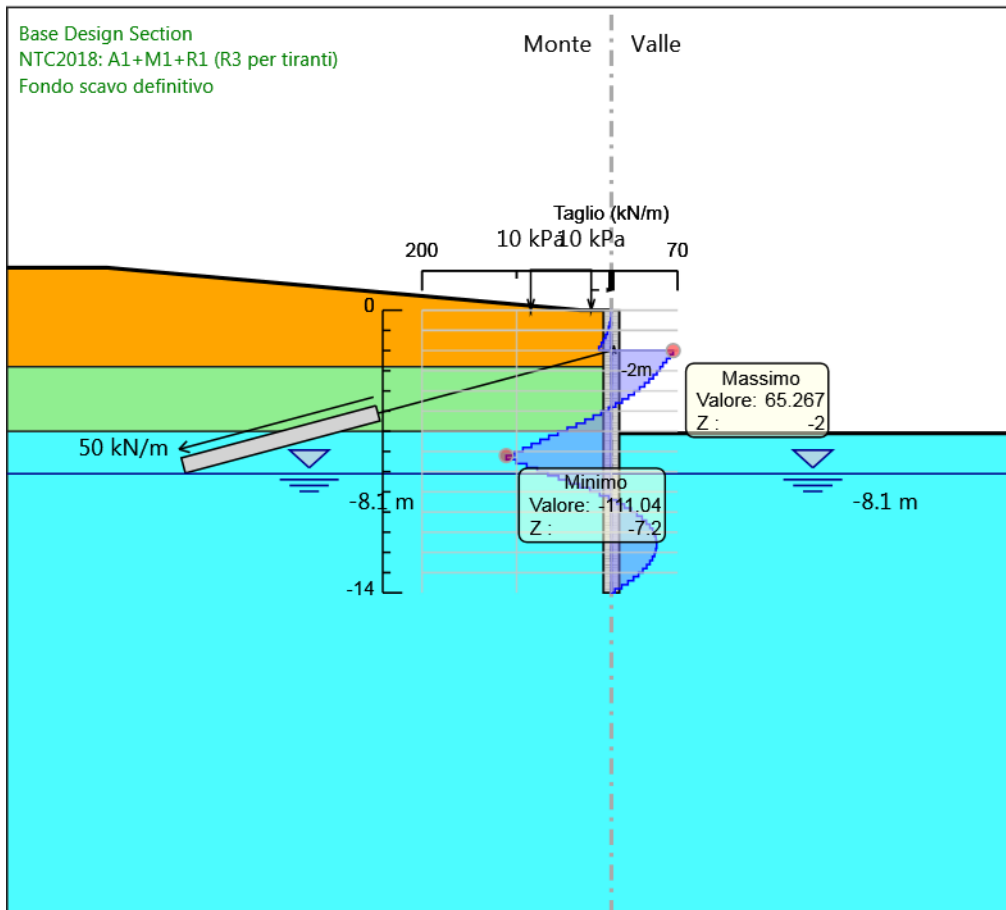 Base Design Section
NTC2018: A1+M1+R1 (R3 per tiranti)
Fondo scavo definitivo
Monte
Valle
Taglio (kN/m)
10 kPa
10 kPa
200
70
0
-2m
Massimo
Valore: 65.267
Z : -2
50 kN/m
Minimo
Valore: -111.04
Z : -7.2
-8.1 m
-8.1 m
-14